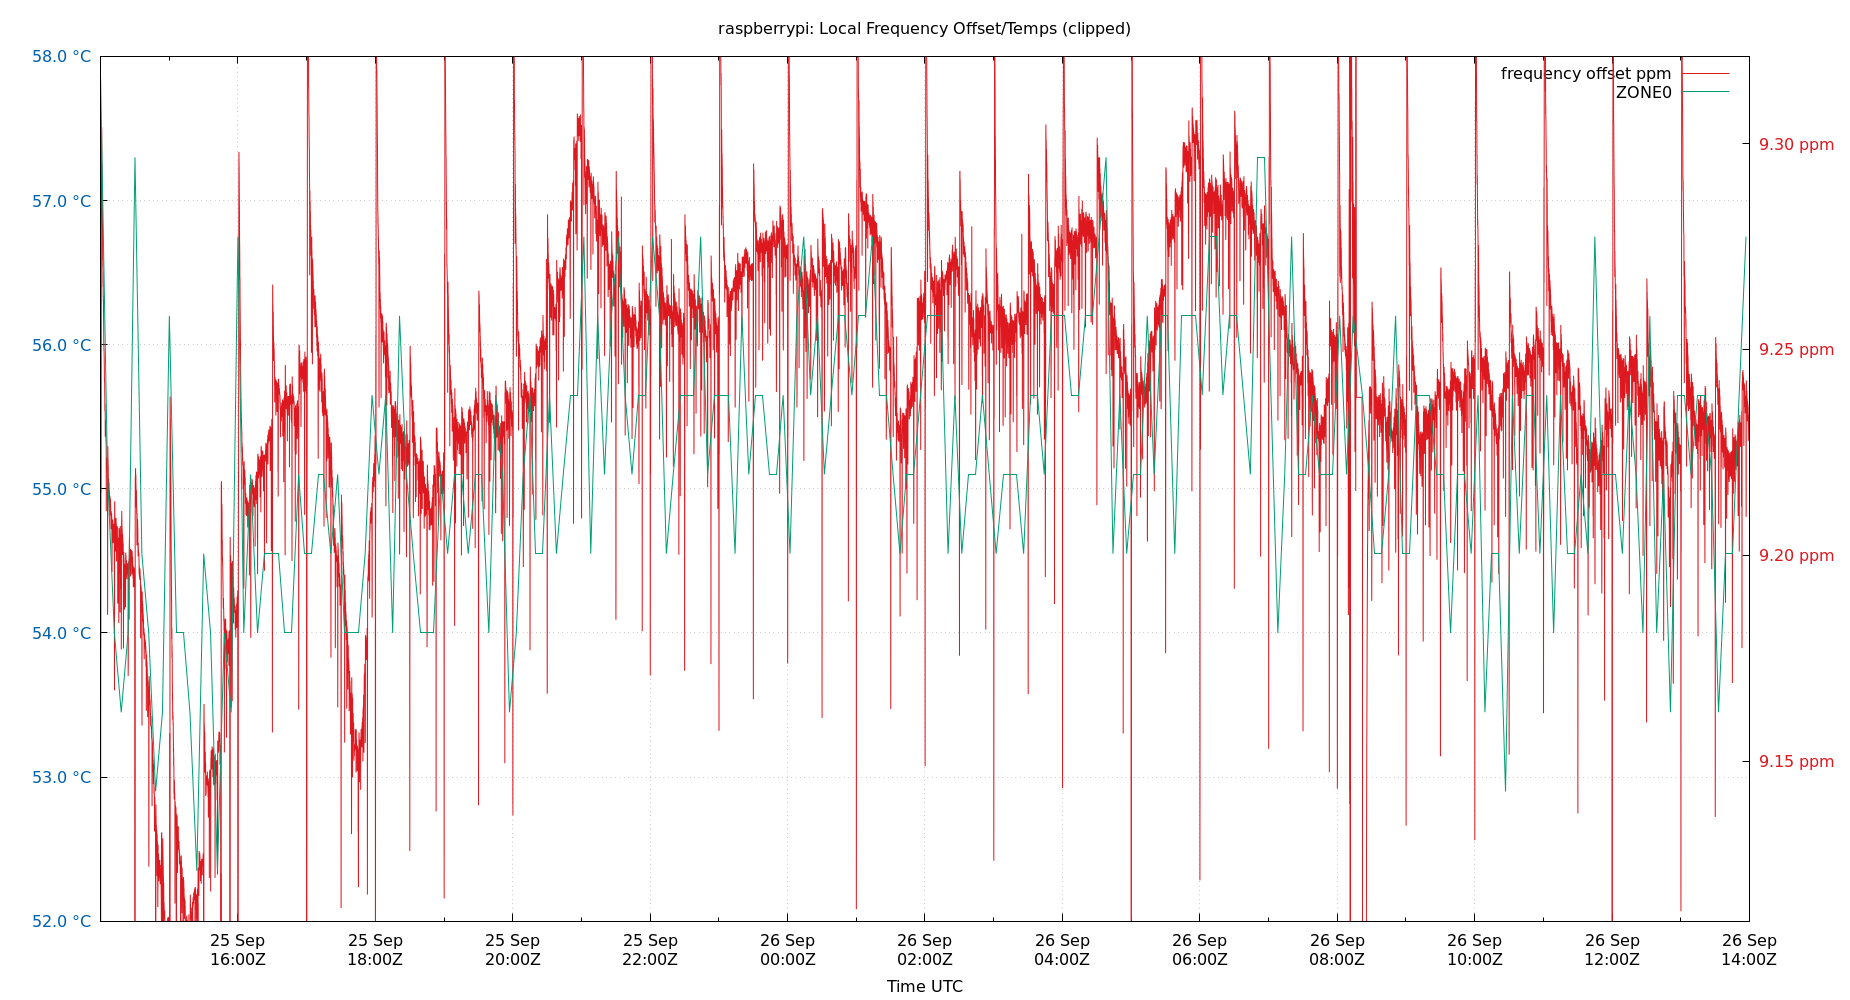 raspberrypi: Local Frequency Offset/Temps (clipped)
58.0 °C
57.0 °C
56.0 °C
55.0 °C
54.0 °C
53.0 °C
52.0 °C
frequency offset ppm
ZONE0
9.30 ppm
9.25 ppm
9.20 ppm
9.15 ppm
25 Sep
16:00Z
25 Sep
18:00Z
25 Sep
20:00Z
25 Sep
22:00Z
26 Sep
00:00Z
26 Sep
02:00Z
26 Sep
04:00Z
26 Sep
06:00Z
26 Sep
08:00Z
26 Sep
10:00Z
26 Sep
12:00Z
26 Sep
14:00Z
Time UTC